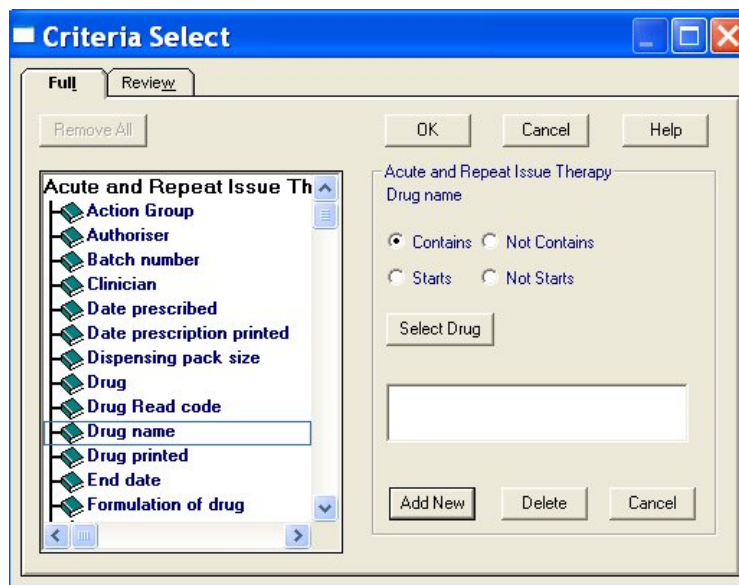 Criteria Select
Full Review
Remove All OK Cancel Help
Acute and Repeat Issue Th
Action Group
Authoriser
Batch number
Clinician
Date prescribed
Date prescription printed
Dispensing pack size
Drug
Drug Read code
Drug name
Drug printed
End date
Formulation of drug
Acute and Repeat Issue Therapy
Drug name
Contains Not Contains
Starts Not Starts
Select Drug
Add New Delete Cancel